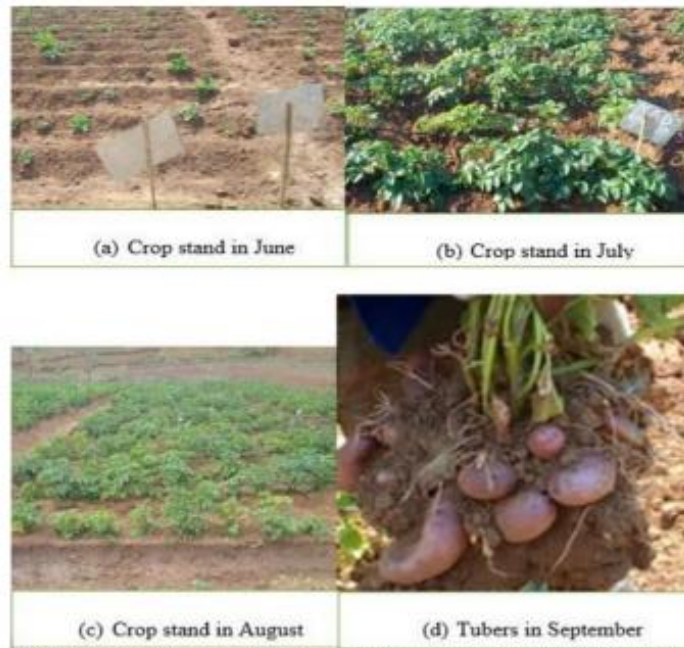 (a) Crop stand in June
(b) Crop stand in July
(c) Crop stand in August
(d) Tubers in September